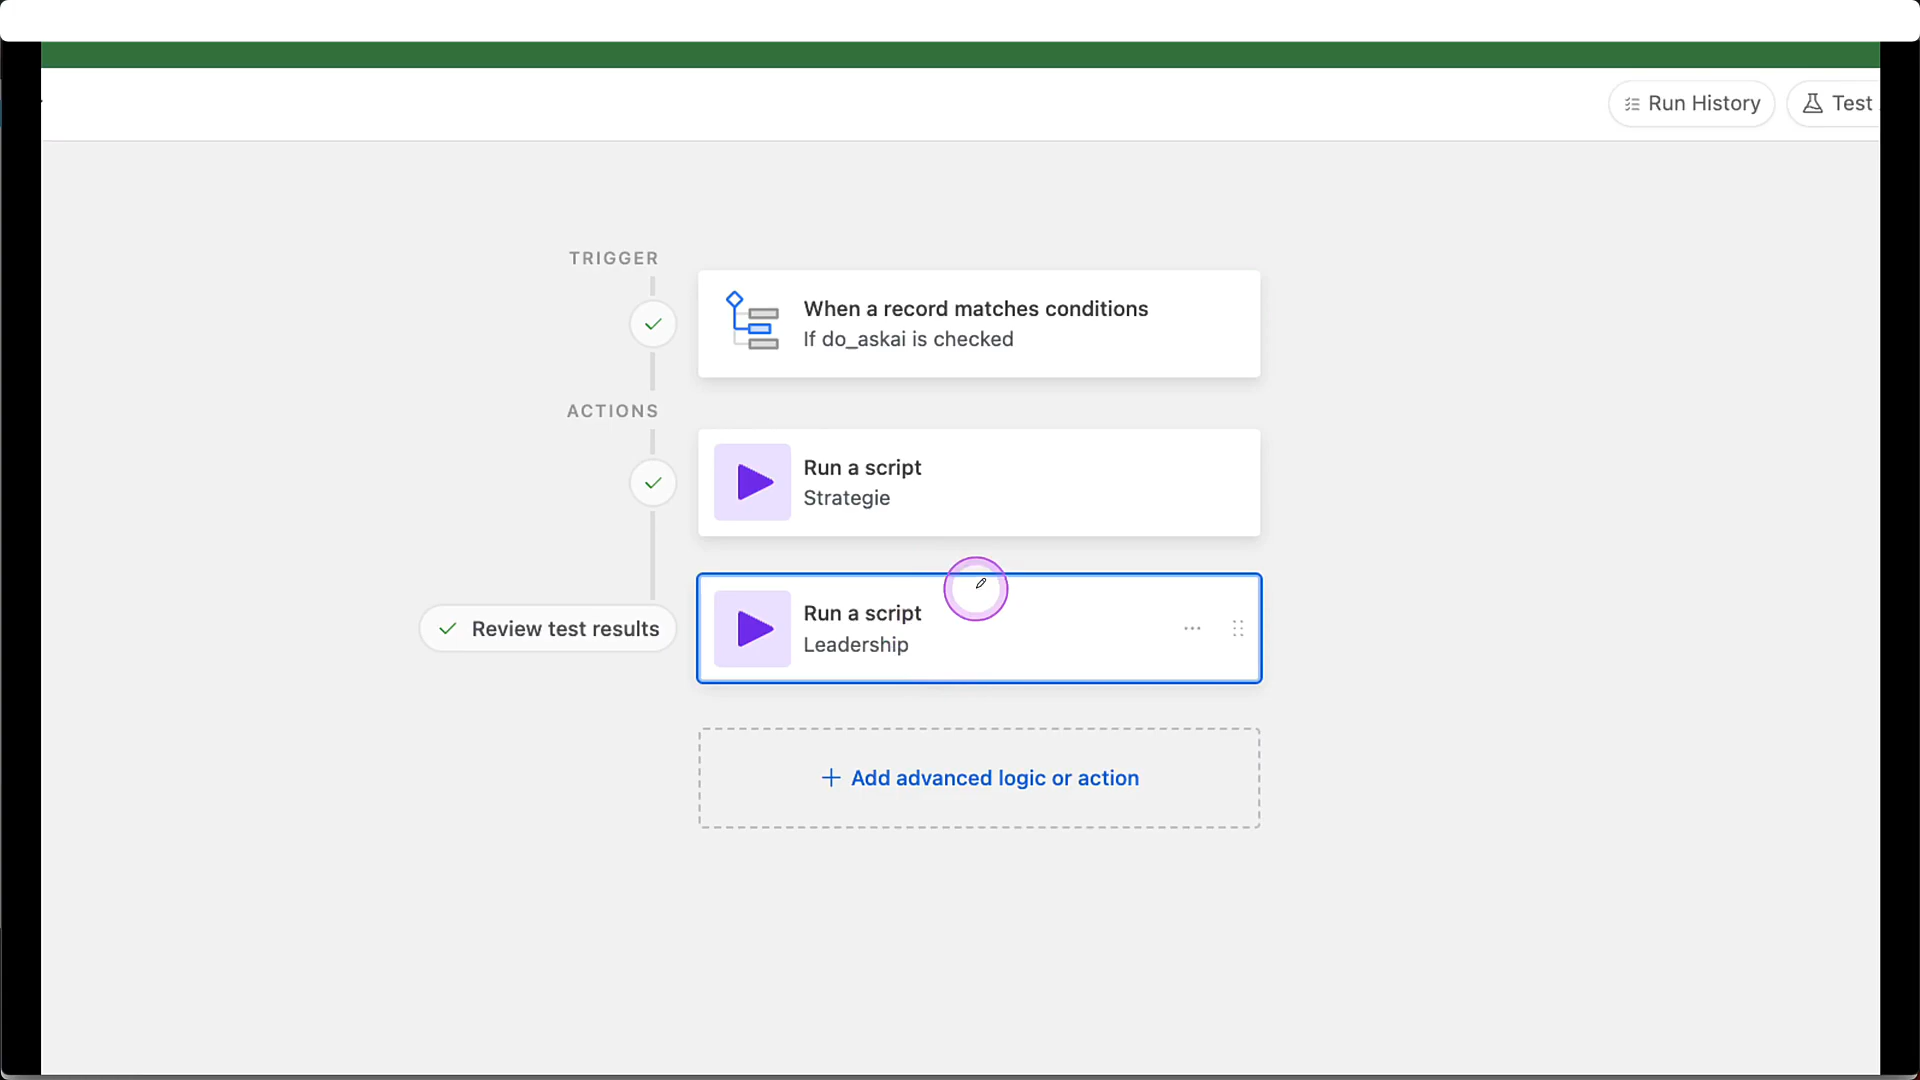 Run History
Test
TRIGGER
When a record matches conditions
If do_askai is checked
ACTIONS
Run a script
Strategie
Review test results
Run a script
Leadership
+ Add advanced logic or action